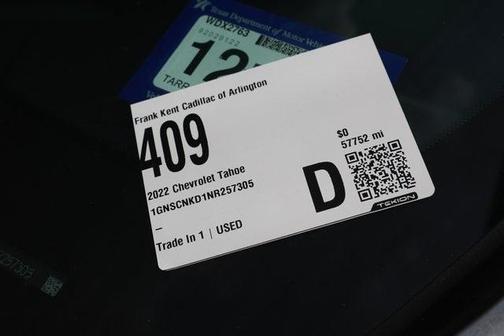 Texas Department of Motor Vehicles
WDX2763
12
TARR
Frank Kent Cadillac of Arlington
409
2022 Chevrolet Tahoe
1GNSCNKD1NR257305
–
Trade In 1 | USED
$0
57752 mi
D
TEKION